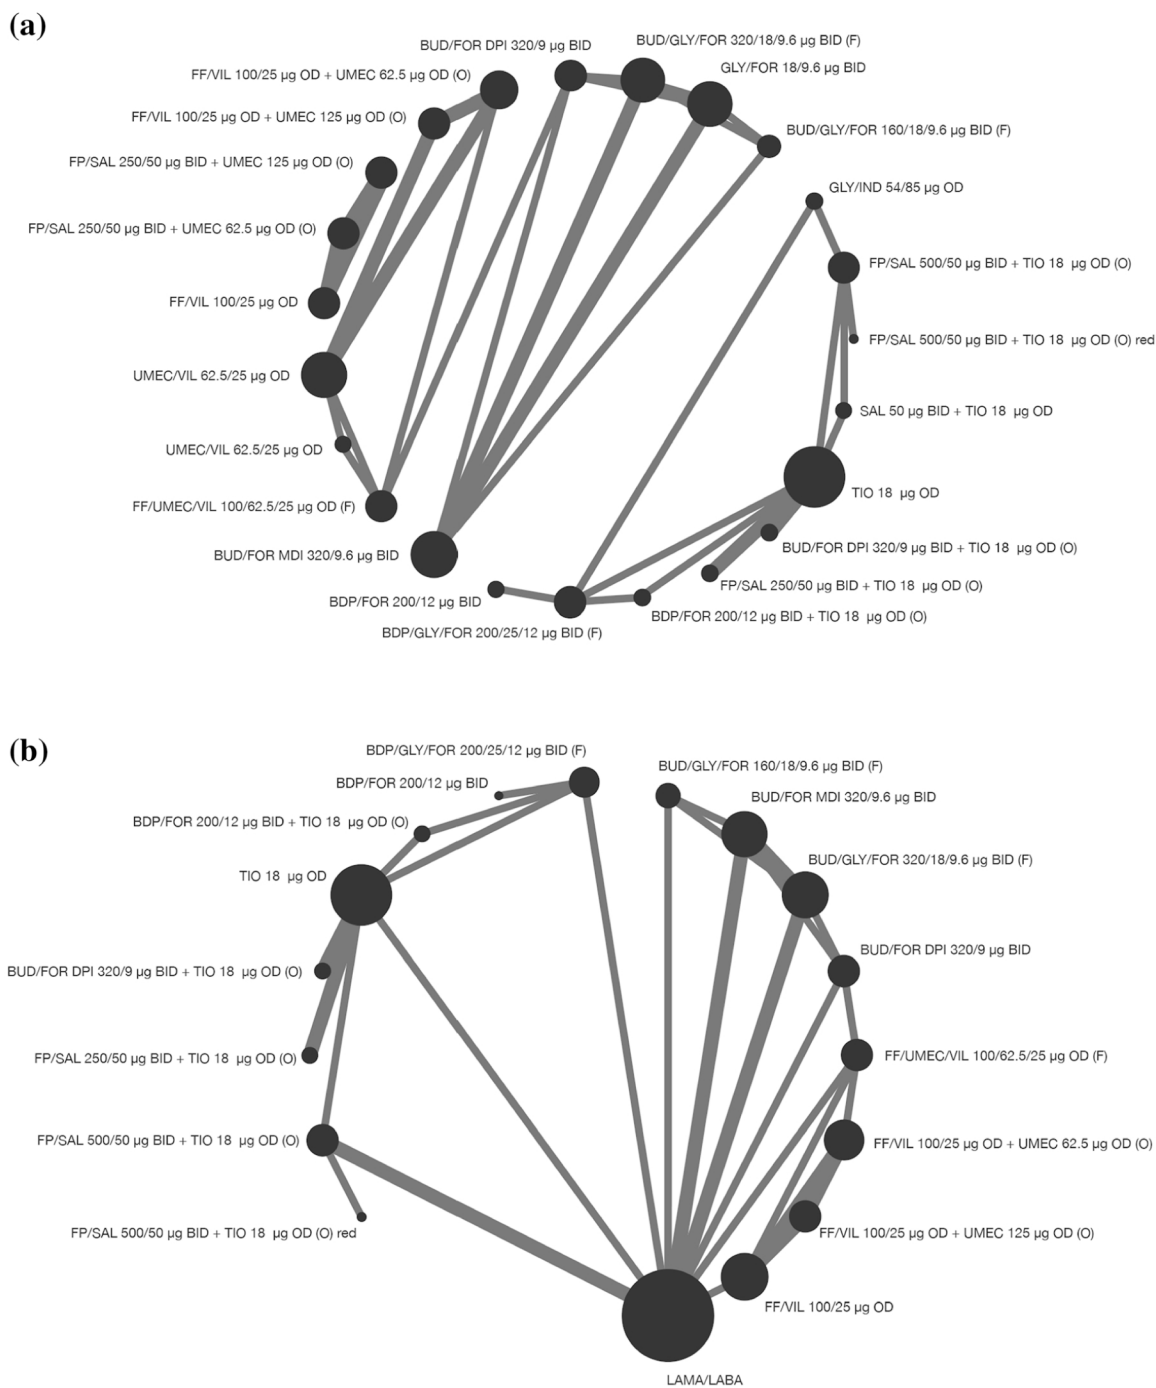 (a)
BUD/FOR DPI 320/9 µg BID
BUD/GLY/FOR 320/18/9.6 µg BID (F)
FF/VIL 100/25 µg OD + UMEC 62.5 µg OD (O)
GLY/FOR 18/9.6 µg BID
FF/VIL 100/25 µg OD + UMEC 125 µg OD (O)
BUD/GLY/FOR 160/18/9.6 µg BID (F)
FP/SAL 250/50 µg BID + UMEC 125 µg OD (O)
GLY/IND 54/85 µg OD
FP/SAL 250/50 µg BID + UMEC 62.5 µg OD (O)
FP/SAL 500/50 µg BID + TIO 18 µg OD (O)
FF/VIL 100/25 µg OD
FP/SAL 500/50 µg BID + TIO 18 µg OD (O) red
UMEC/VIL 62.5/25 µg OD
SAL 50 µg BID + TIO 18 µg OD
UMEC/VIL 62.5/25 µg OD
TIO 18 µg OD
FF/UMEC/VIL 100/62.5/25 µg OD (F)
BUD/FOR DPI 320/9 µg BID + TIO 18 µg OD (O)
BUD/FOR MDI 320/9.6 µg BID
FP/SAL 250/50 µg BID + TIO 18 µg OD (O)
BDP/FOR 200/12 µg BID
BDP/FOR 200/12 µg BID + TIO 18 µg OD (O)
BDP/GLY/FOR 200/25/12 µg BID (F)
(b)
BDP/GLY/FOR 200/25/12 µg BID (F)
BUD/GLY/FOR 160/18/9.6 µg BID (F)
BDP/FOR 200/12 µg BID
BUD/FOR MDI 320/9.6 µg BID
BDP/FOR 200/12 µg BID + TIO 18 µg OD (O)
BUD/GLY/FOR 320/18/9.6 µg BID (F)
TIO 18 µg OD
BUD/FOR DPI 320/9 µg BID
BUD/FOR DPI 320/9 µg BID + TIO 18 µg OD (O)
FP/SAL 250/50 µg BID + TIO 18 µg OD (O)
FF/UMEC/VIL 100/62.5/25 µg OD (F)
FP/SAL 500/50 µg BID + TIO 18 µg OD (O)
FF/VIL 100/25 µg OD + UMEC 62.5 µg OD (O)
FP/SAL 500/50 µg BID + TIO 18 µg OD (O) red
FF/VIL 100/25 µg OD + UMEC 125 µg OD (O)
FF/VIL 100/25 µg OD
LAMA/LABA